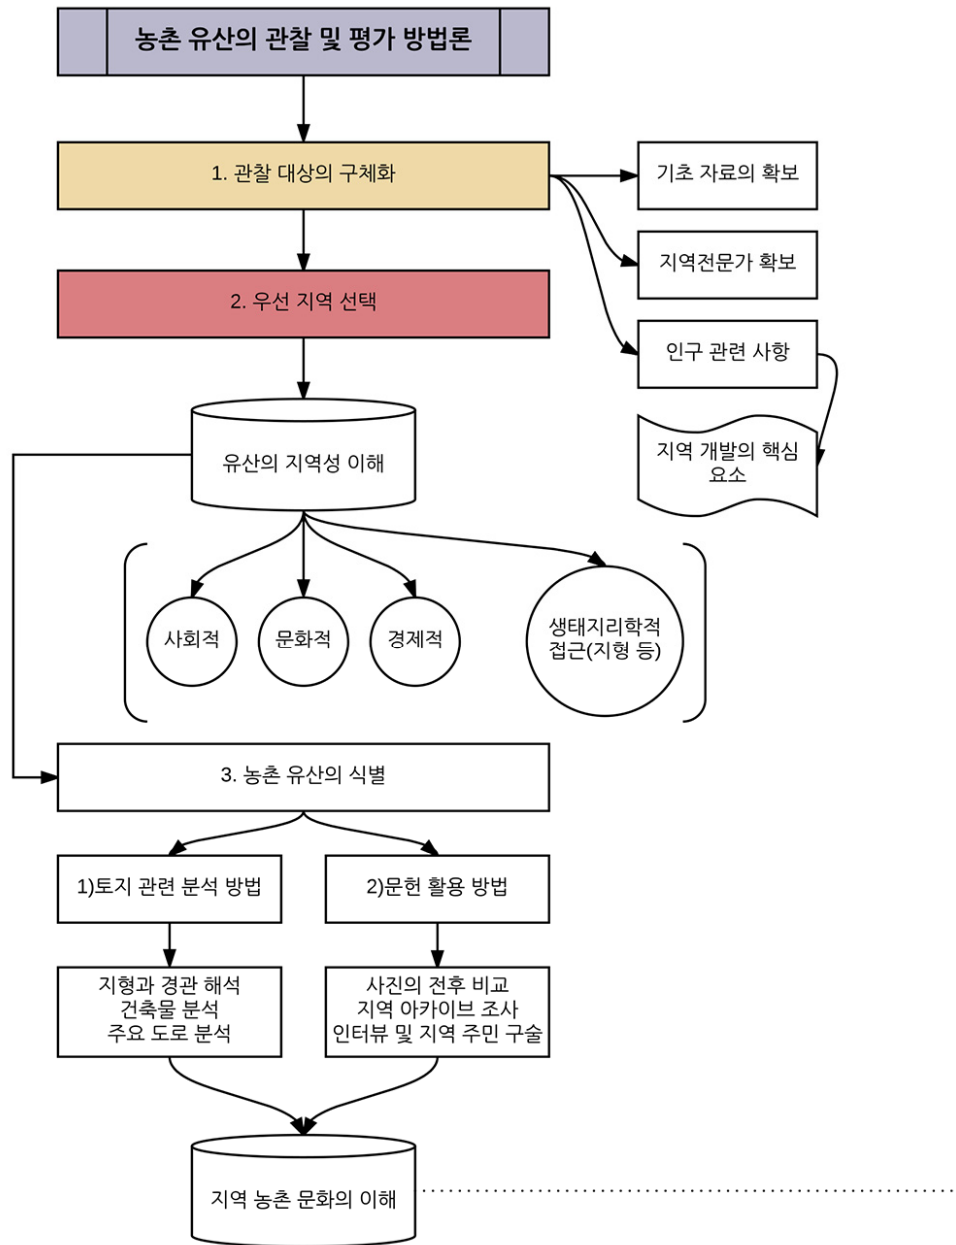 농촌 유산의 관찰 및 평가 방법론
1. 관찰 대상의 구체화
기초 자료의 확보
지역전문가 확보
인구 관련 사항
지역 개발의 핵심
요소
2. 우선 지역 선택
유산의 지역성 이해
사회적
문화적
경제적
생태지리학적
접근(지형 등)
3. 농촌 유산의 식별
1)토지 관련 분석 방법
2)문헌 활용 방법
지형과 경관 해석
건축물 분석
주요 도로 분석
사진의 전후 비교
지역 아카이브 조사
인터뷰 및 지역 주민 구술
지역 농촌 문화의 이해